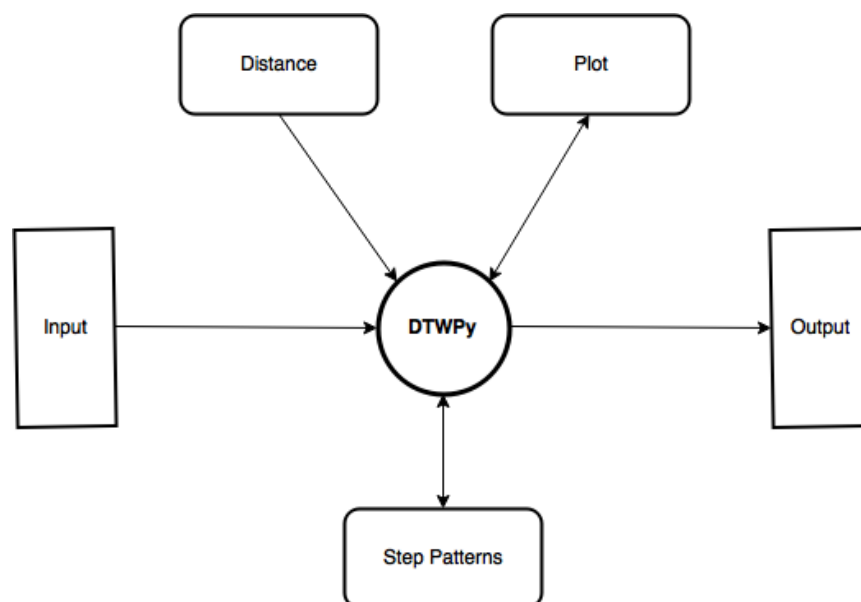 Distance
Plot
Input
DTWPy
Output
Step Patterns